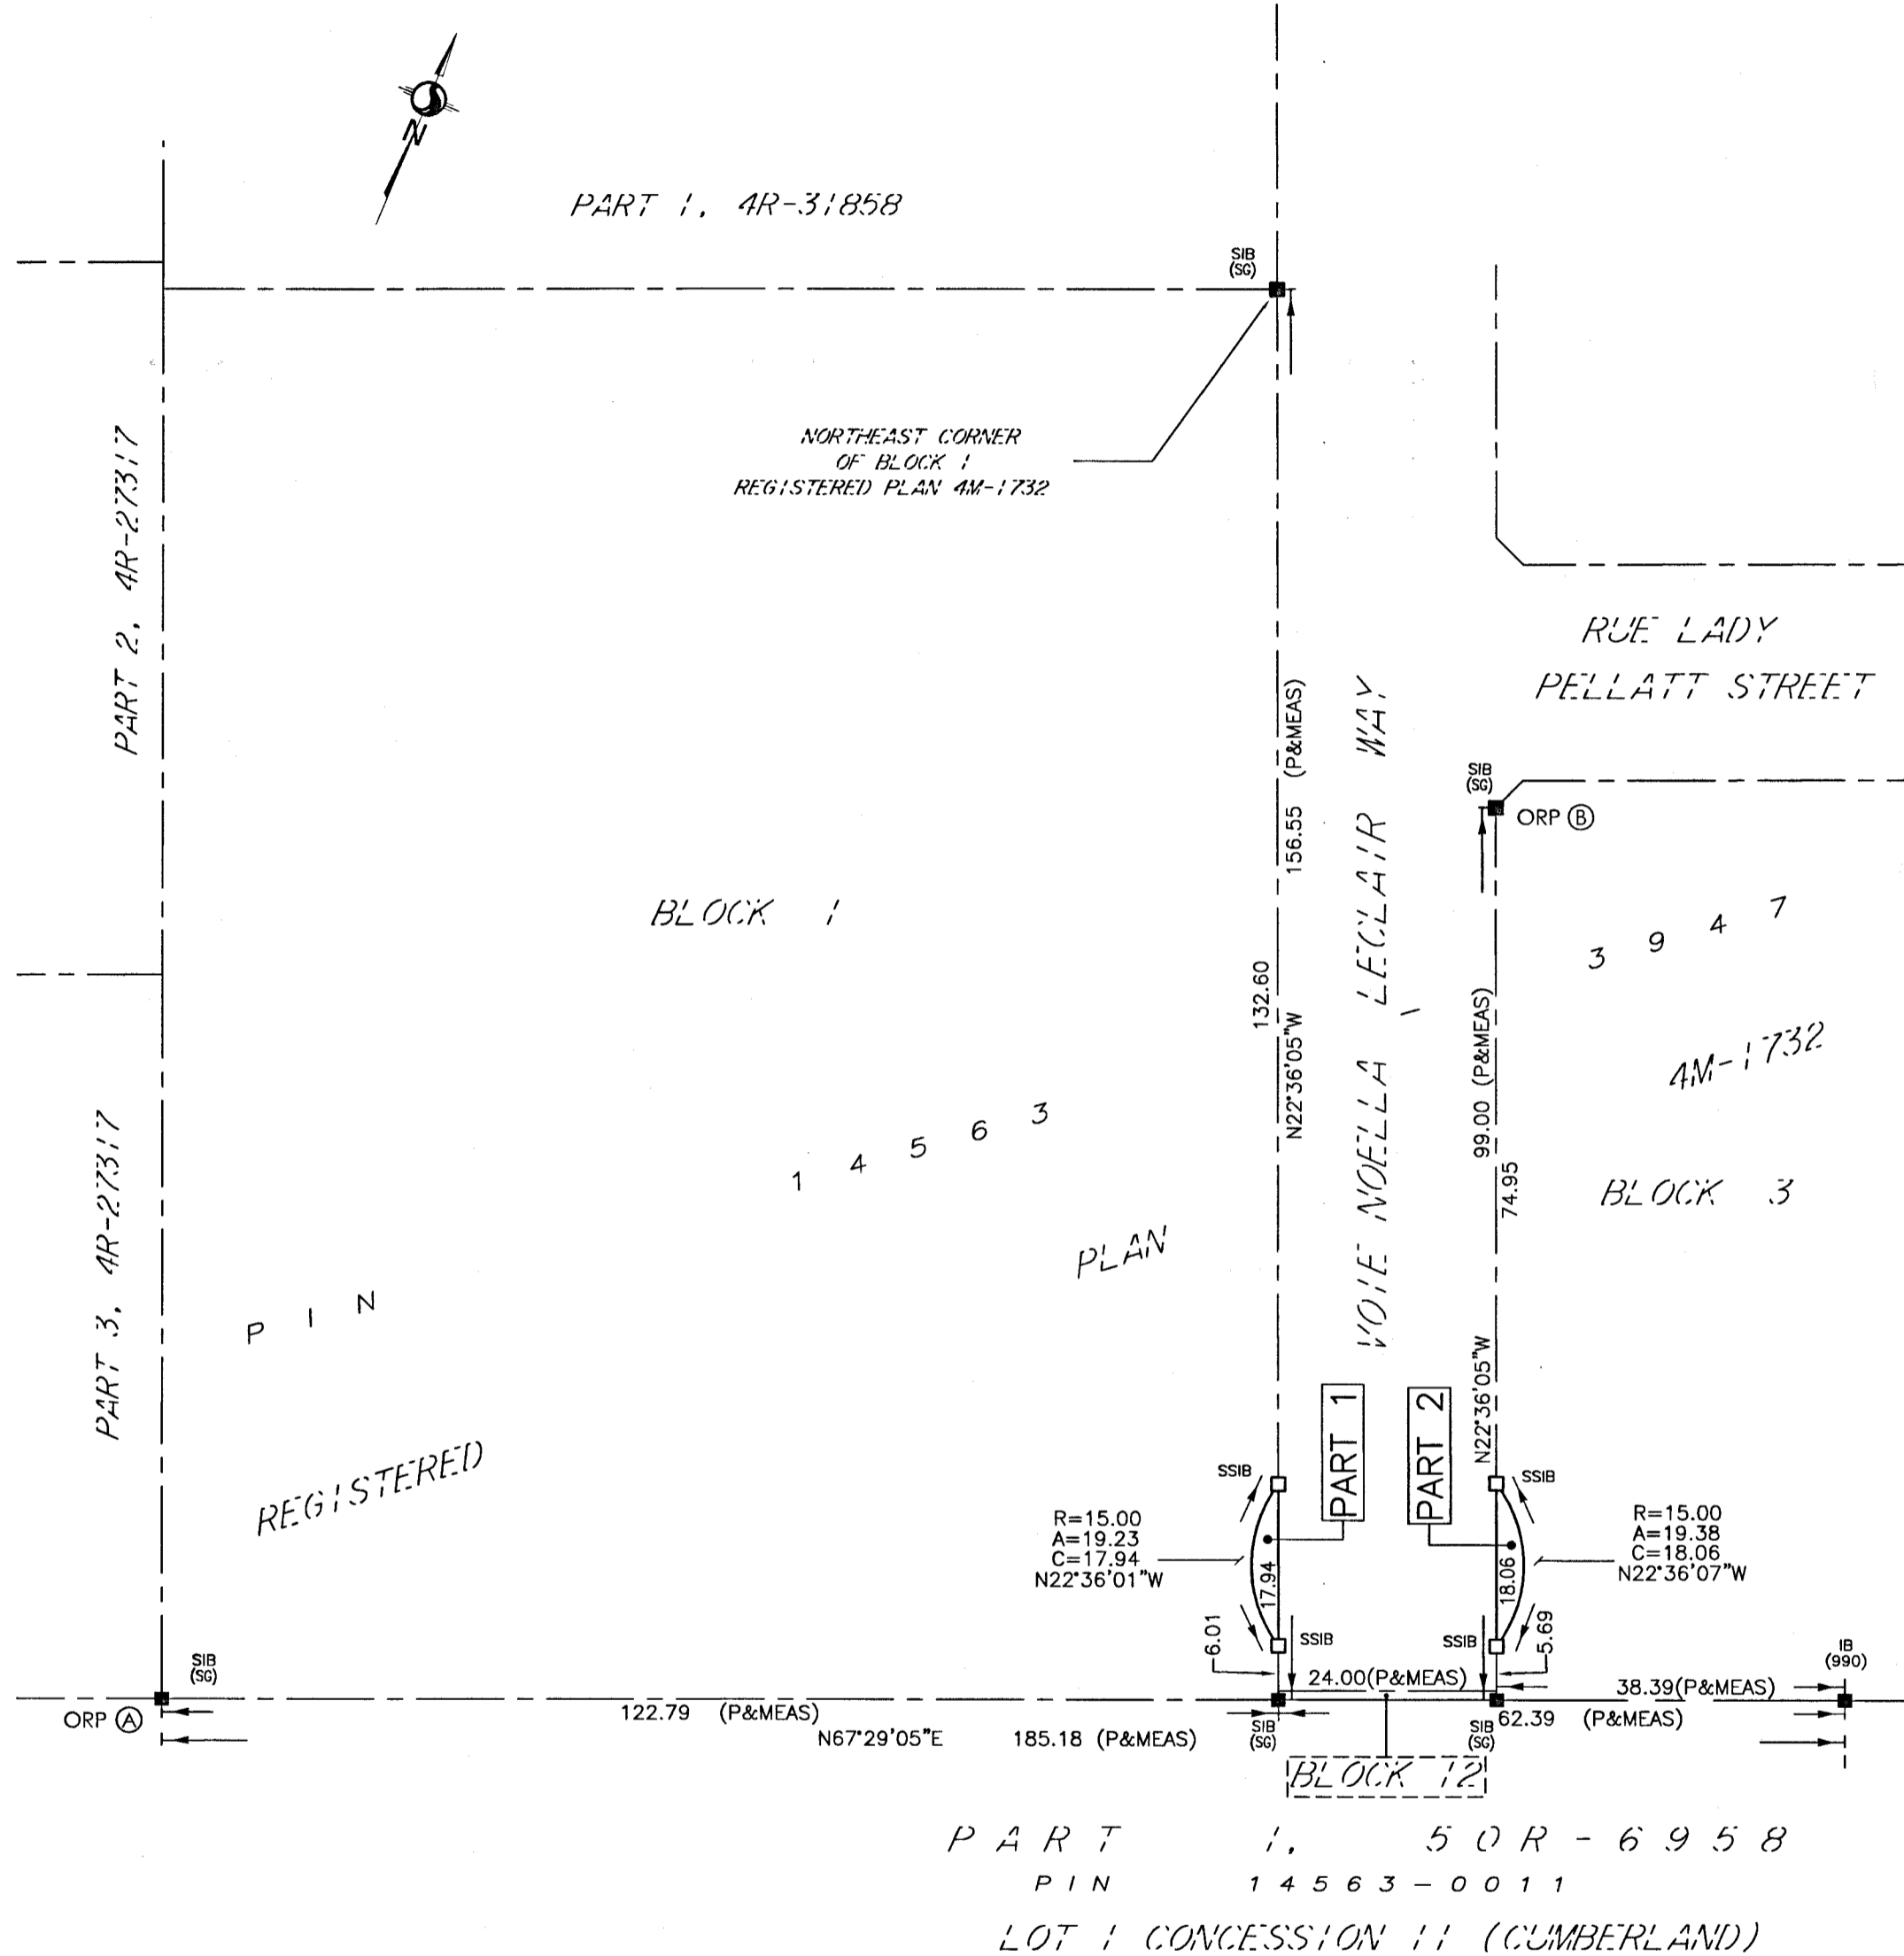 N
PART 1, 4R-31858
SIB
(SG)
NORTHEAST CORNER
OF BLOCK 1
REGISTERED PLAN 4M-1732
PART 2, 4R-27317
RUE LADY
PELLATT STREET
156.55 (P&MEAS)
SIB
(SG)
ORP B
VOIE NOELLA LECLAIR WAY
BLOCK 1
3 9 4 7
132.60
N22°36'05"W
99.00 (P&MEAS)
4M-1732
74.95
BLOCK 3
PART 3, 4R-27317
P I N
1 4 5 6 3
PLAN
REGISTERED
N22°36'05"W
PART 1
PART 2
SSIB
SSIB
R=15.00
A=19.23
C=17.94
N22°36'01"W
17.94
18.06
R=15.00
A=19.38
C=18.06
N22°36'07"W
6.01
SSIB
SSIB
5.69
SIB
(SG)
24.00(P&MEAS)
38.39(P&MEAS)
IB
(990)
ORP A
122.79 (P&MEAS)
SIB
(SG)
SIB
(SG)
62.39 (P&MEAS)
N67°29'05"E 185.18 (P&MEAS)
BLOCK 12
PART 1, 50R-6958
PIN 14563-0011
LOT 1 CONCESSION 11 (CUMBERLAND)